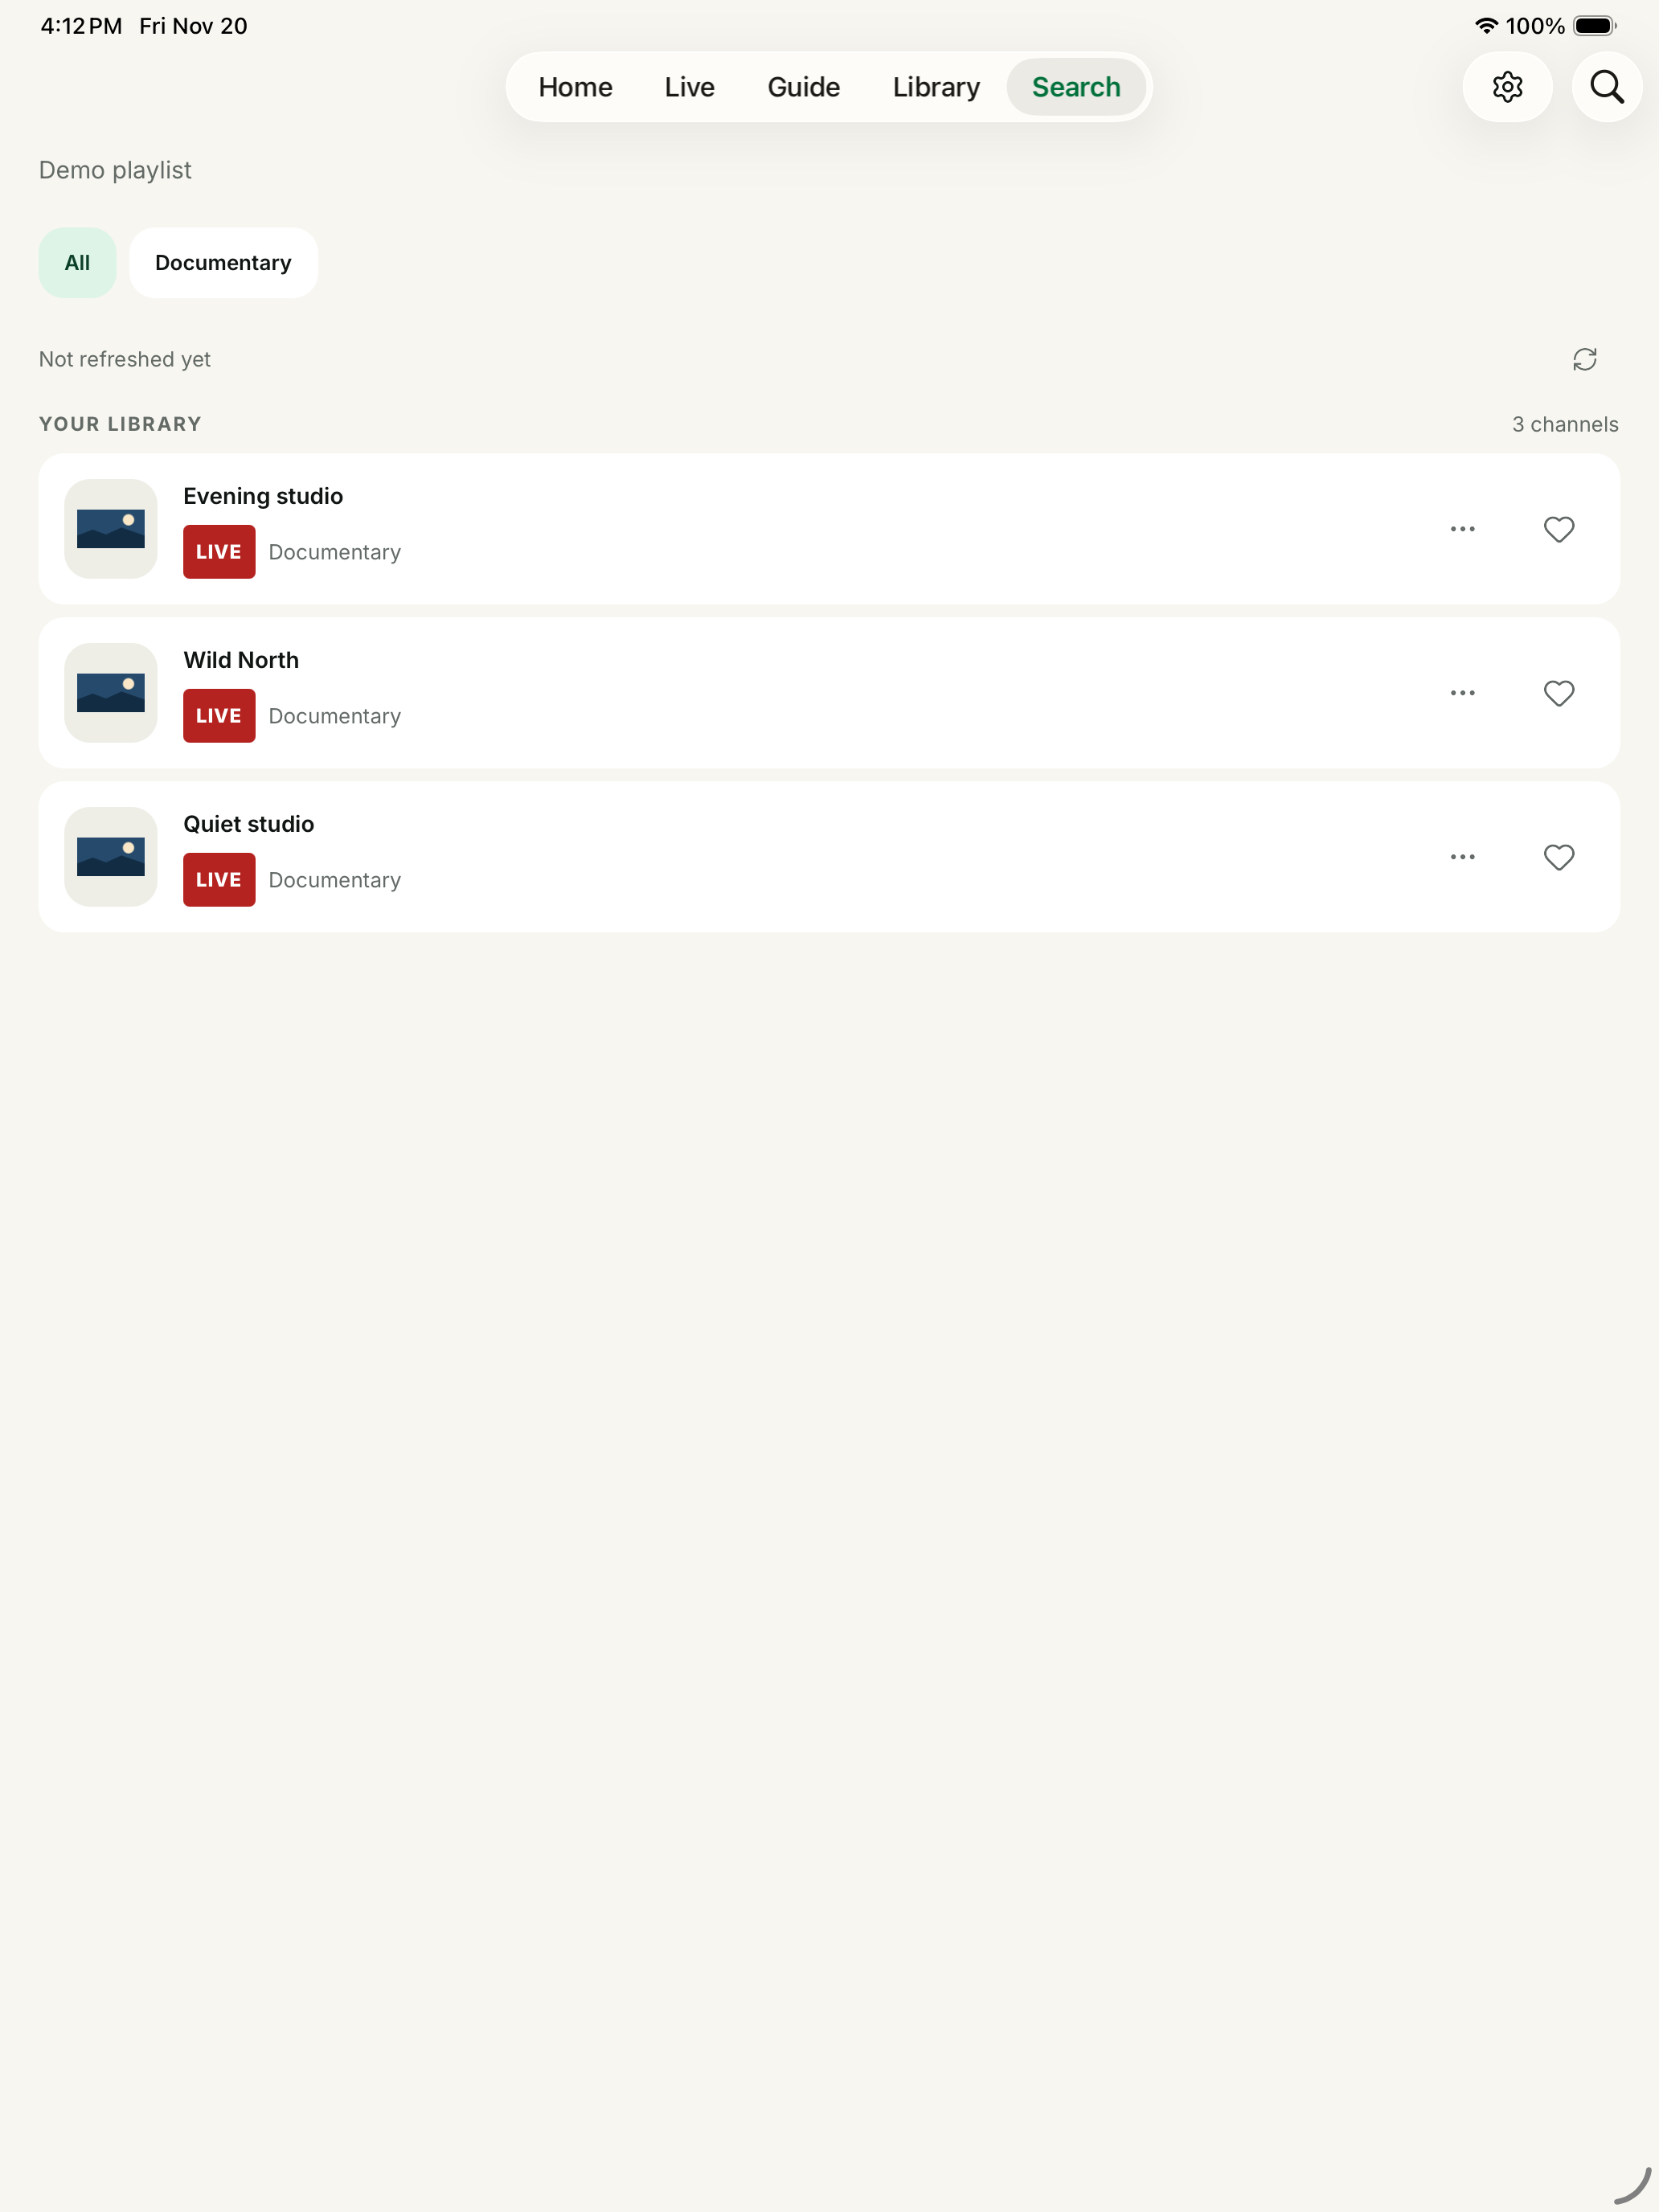 4:12 PM Fri Nov 20 100%
Home Live Guide Library Search
Demo playlist
All Documentary
Not refreshed yet
YOUR LIBRARY 3 channels
Evening studio
LIVE Documentary
Wild North
LIVE Documentary
Quiet studio
LIVE Documentary